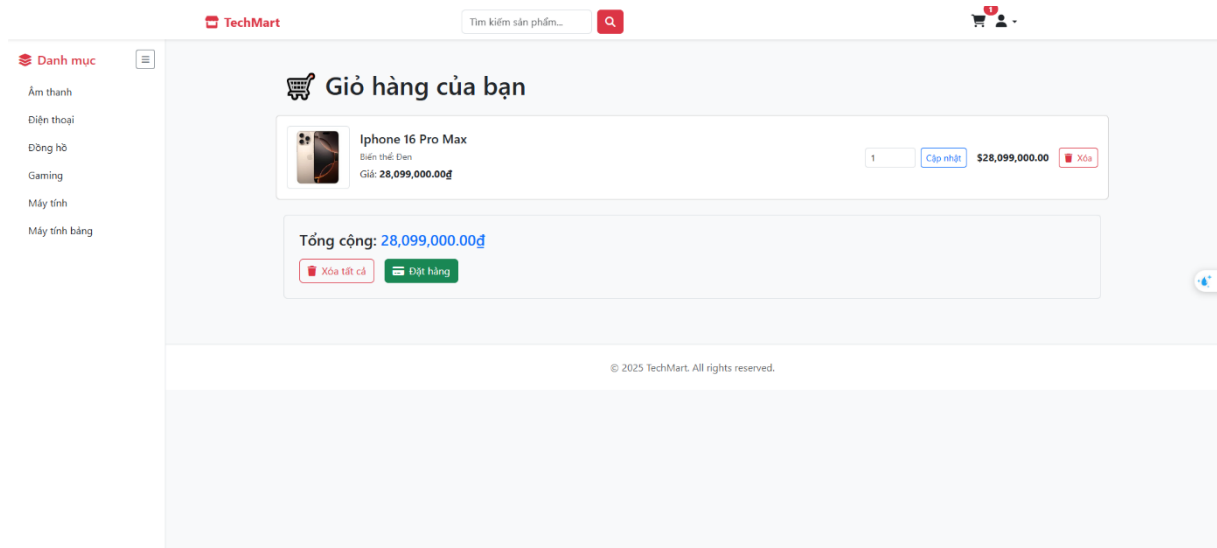 TechMart
Tìm kiếm sản phẩm...
1
Danh mục
Âm thanh
Điện thoại
Đồng hồ
Gaming
Máy tính
Máy tính bảng
Giỏ hàng của bạn
Iphone 16 Pro Max
Biến thể: Đen
Giá: 28,099,000.00₫
1 Cập nhật $28,099,000.00 Xóa
Tổng cộng: 28,099,000.00₫
Xóa tất cả Đặt hàng
© 2025 TechMart. All rights reserved.